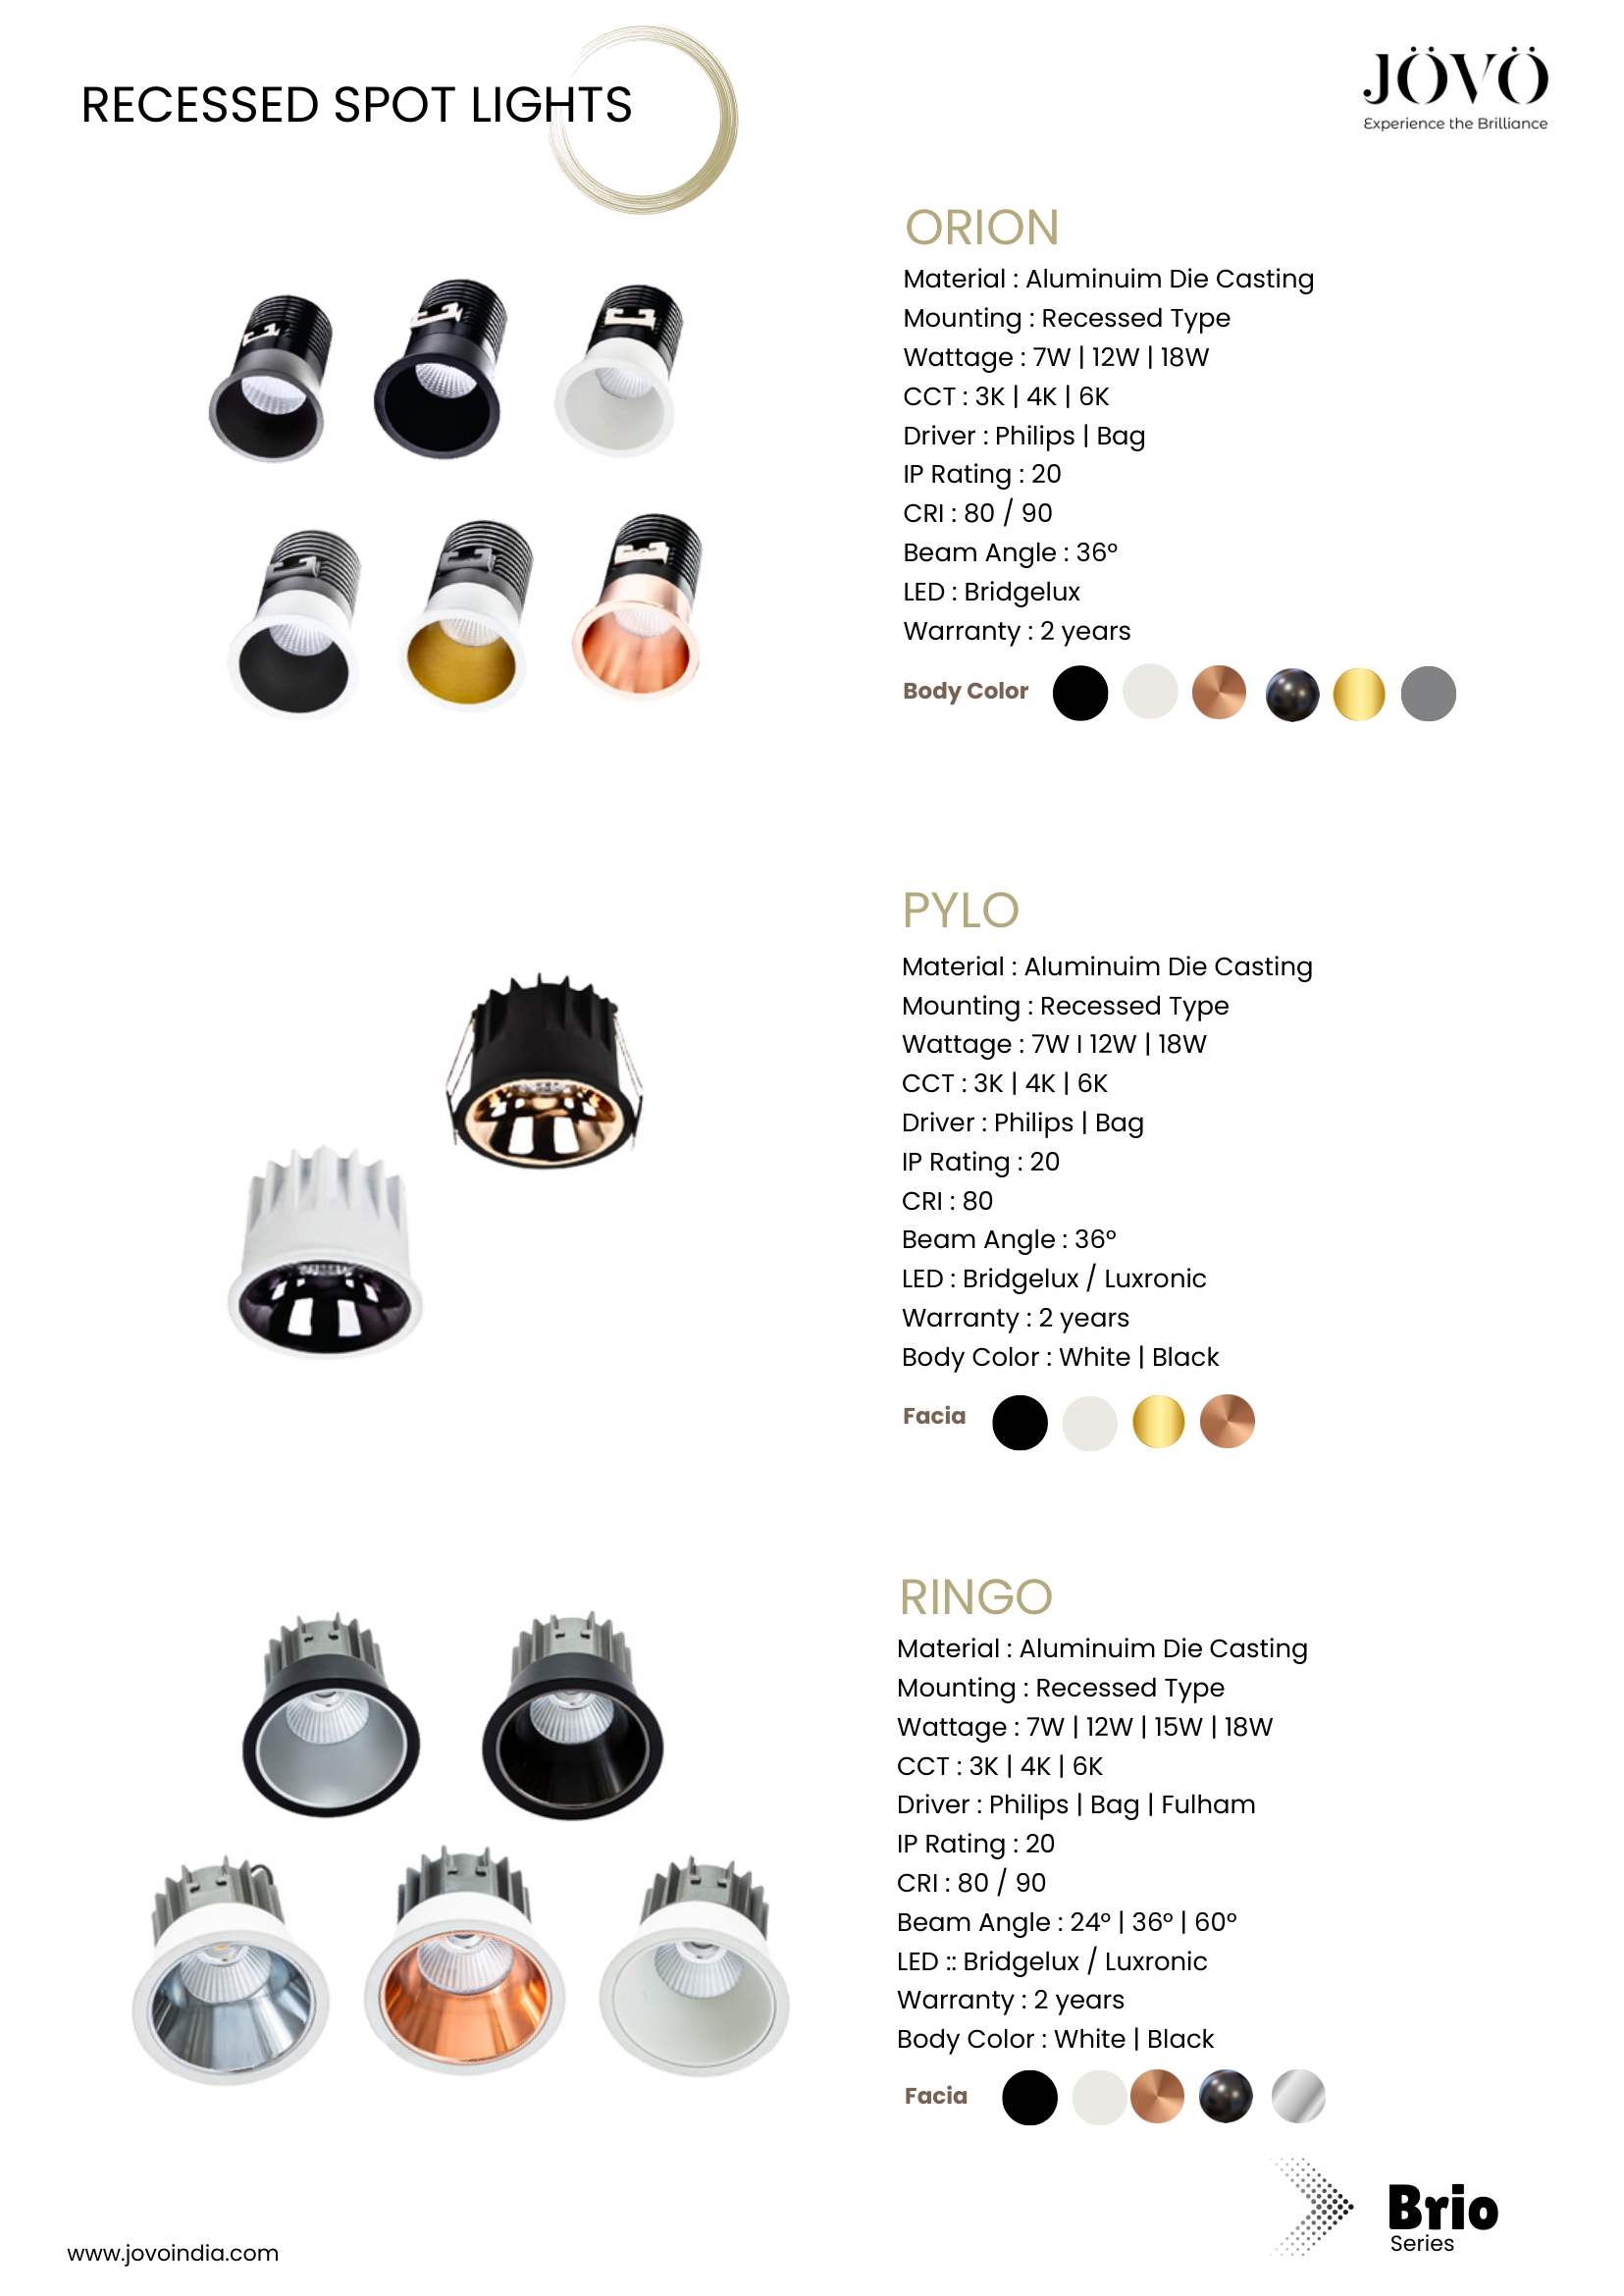 RECESSED SPOT LIGHTS
JÖVÖ
Experience the Brilliance
ORION
Material : Aluminuim Die Casting
Mounting : Recessed Type
Wattage : 7W | 12W | 18W
CCT : 3K | 4K | 6K
Driver : Philips | Bag
IP Rating : 20
CRI : 80 / 90
Beam Angle : 36°
LED : Bridgelux
Warranty : 2 years
Body Color
PYLO
Material : Aluminuim Die Casting
Mounting : Recessed Type
Wattage : 7W I 12W | 18W
CCT : 3K | 4K | 6K
Driver : Philips | Bag
IP Rating : 20
CRI : 80
Beam Angle : 36°
LED : Bridgelux / Luxronic
Warranty : 2 years
Body Color : White | Black
Facia
RINGO
Material : Aluminuim Die Casting
Mounting : Recessed Type
Wattage : 7W | 12W | 15W | 18W
CCT : 3K | 4K | 6K
Driver : Philips | Bag | Fulham
IP Rating : 20
CRI : 80 / 90
Beam Angle : 24° | 36° | 60°
LED :: Bridgelux / Luxronic
Warranty : 2 years
Body Color : White | Black
Facia
Brio
Series
www.jovoindia.com